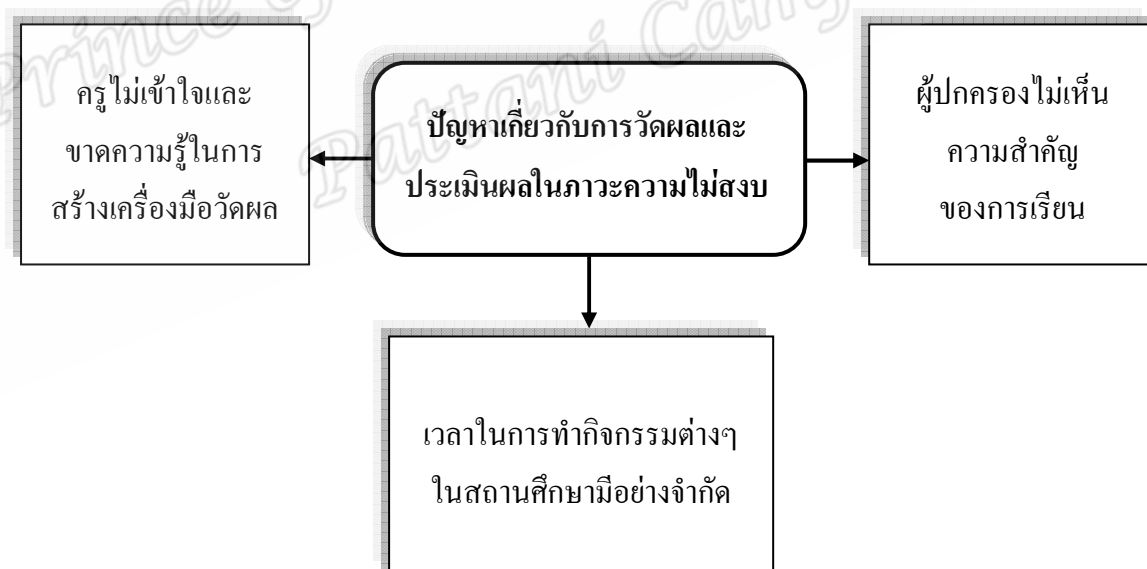 Prince
Pattani Cam
ครูไม่เข้าใจและ
ขาดความรู้ในการ
สร้างเครื่องมือวัดผล
ปัญหาเกี่ยวกับการวัดผลและ
ประเมินผลในภาวะความไม่สงบ
ผู้ปกครองไม่เห็น
ความสำคัญ
ของการเรียน
เวลาในการทำกิจกรรมต่างๆ
ในสถานศึกษามีอย่างจำกัด